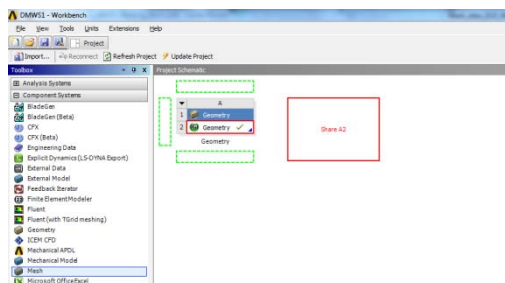 DMWS1 - Workbench
File View Tools Units Extensions Help
Project
Import... Reconnect Refresh Project Update Project
Toolbox Project Schematic
Analysis Systems
Component Systems
BladeGen
BladeGen (Beta)
CFX
CFX (Beta)
Engineering Data
Explicit Dynamics (LS-DYNA Export)
External Data
External Model
Feedback Iterator
Finite Element Modeler
Fluent
Fluent (with TGrid meshing)
Geometry
ICEM CFD
Mechanical APDL
Mechanical Model
Mesh
Microsoft Office Excel
A
1 Geometry
2 Geometry
Geometry
Share A2